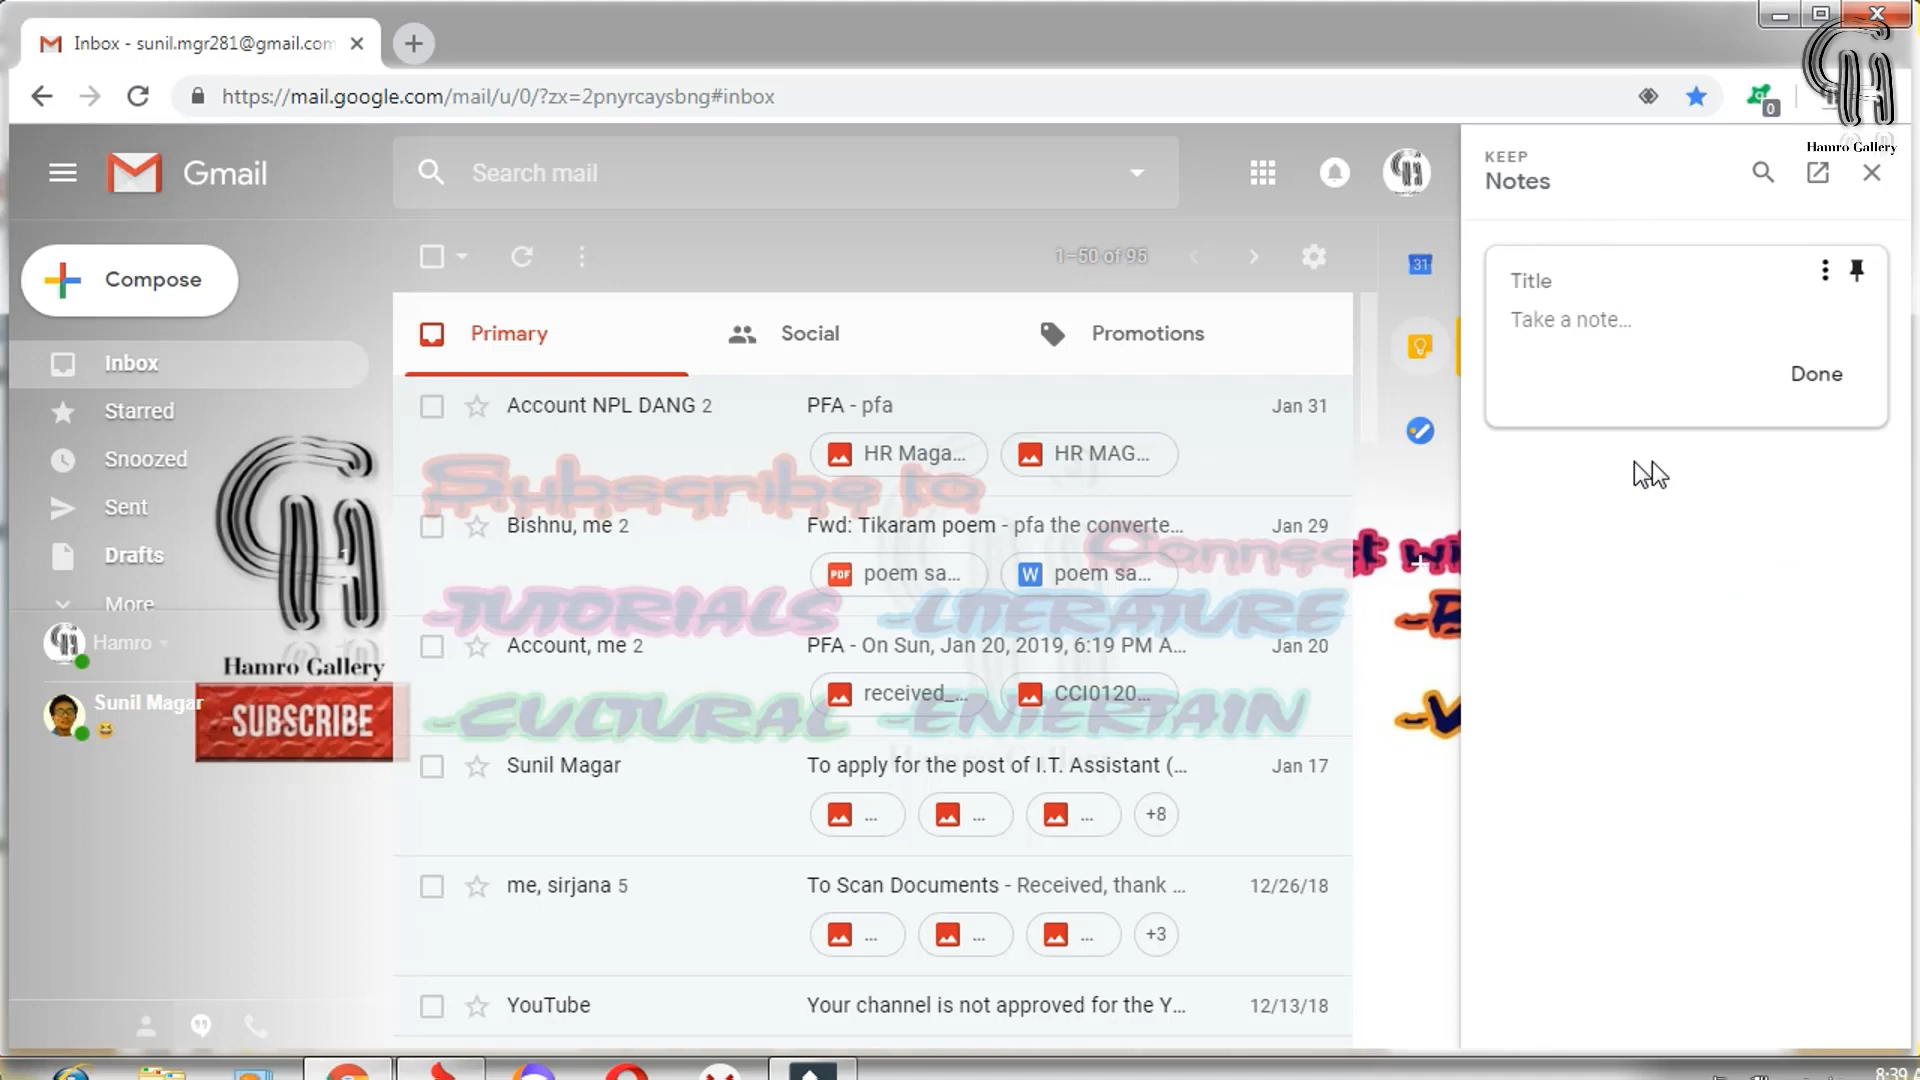 Inbox - sunil.mgr281@gmail.com
https://mail.google.com/mail/u/0/?zx=2pnyrcaysbng#inbox
0
Hamro Gallery
Gmail
Search mail
KEEP
Notes
Compose
1–50 of 95
31
Title
Take a note…
Done
Primary
Social
Promotions
Inbox
Starred
Snoozed
Sent
Drafts
1
More
Hamro
Sunil Magar
Hamro Gallery
SUBSCRIBE
Account NPL DANG 2
PFA - pfa
Jan 31
HR Maga...
HR MAG...
Subscribe to
Bishnu, me 2
Fwd: Tikaram poem - pfa the converte...
Jan 29
Connect wi
PDF poem sa...
W poem sa...
-TUTORIALS
-LITERATURE
Account, me 2
PFA - On Sun, Jan 20, 2019, 6:19 PM A...
Jan 20
received_...
CCI0120...
-CULTURAL
-ENTERTAIN
Sunil Magar
To apply for the post of I.T. Assistant (...
Jan 17
...
...
...
+8
me, sirjana 5
To Scan Documents - Received, thank ...
12/26/18
...
...
...
+3
YouTube
Your channel is not approved for the Y...
12/13/18